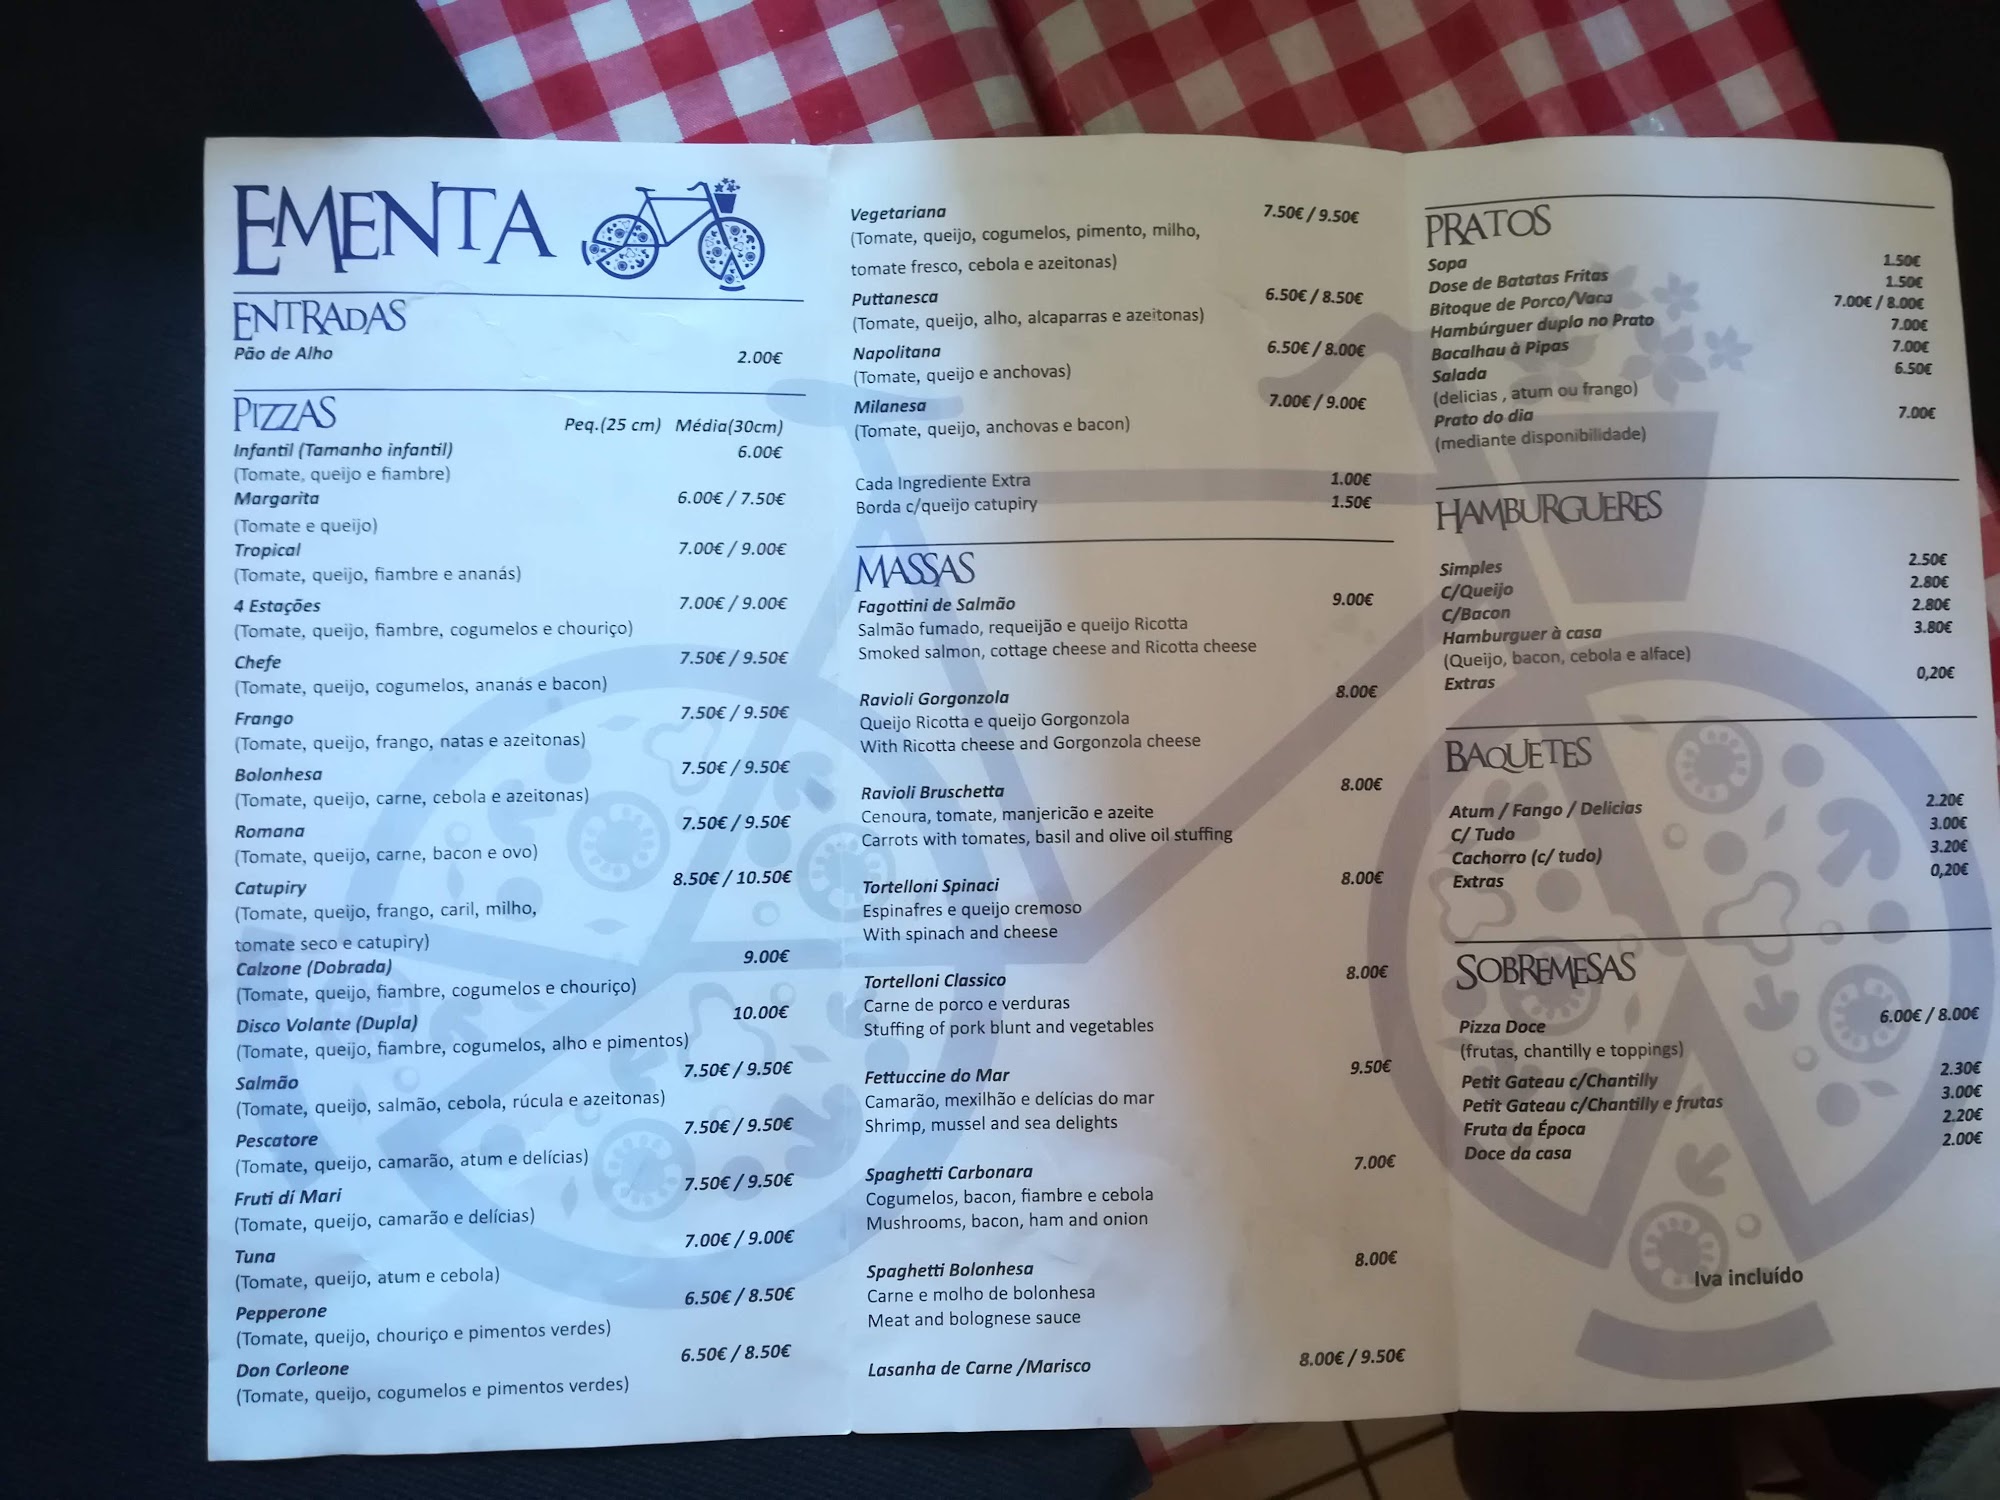 EMENTA
ENTRADAS
Pão de Alho 2.00€
PIZZAS Peq.(25 cm) Média(30cm)
Infantil (Tamanho infantil) 6.00€
(Tomate, queijo e fiambre)
Margarita 6.00€ / 7.50€
(Tomate e queijo)
Tropical 7.00€ / 9.00€
(Tomate, queijo, fiambre e ananás)
4 Estações 7.00€ / 9.00€
(Tomate, queijo, fiambre, cogumelos e chouriço)
Chefe 7.50€ / 9.50€
(Tomate, queijo, cogumelos, ananás e bacon)
Frango 7.50€ / 9.50€
(Tomate, queijo, frango, natas e azeitonas)
Bolonhesa 7.50€ / 9.50€
(Tomate, queijo, carne, cebola e azeitonas)
Romana 7.50€ / 9.50€
(Tomate, queijo, carne, bacon e ovo)
Catupiry 8.50€ / 10.50€
(Tomate, queijo, frango, caril, milho,
tomate seco e catupiry)
Calzone (Dobrada) 9.00€
(Tomate, queijo, fiambre, cogumelos e chouriço)
Disco Volante (Dupla) 10.00€
(Tomate, queijo, fiambre, cogumelos, alho e pimentos)
Salmão 7.50€ / 9.50€
(Tomate, queijo, salmão, cebola, rúcula e azeitonas)
Pescatore 7.50€ / 9.50€
(Tomate, queijo, camarão, atum e delícias)
Fruti di Mari 7.50€ / 9.50€
(Tomate, queijo, camarão e delícias)
Tuna 7.00€ / 9.00€
(Tomate, queijo, atum e cebola)
Pepperone 6.50€ / 8.50€
(Tomate, queijo, chouriço e pimentos verdes)
Don Corleone 6.50€ / 8.50€
(Tomate, queijo, cogumelos e pimentos verdes)
Vegetariana 7.50€ / 9.50€
(Tomate, queijo, cogumelos, pimento, milho,
tomate fresco, cebola e azeitonas)
Puttanesca 6.50€ / 8.50€
(Tomate, queijo, alho, alcaparras e azeitonas)
Napolitana 6.50€ / 8.00€
(Tomate, queijo e anchovas)
Milanesa 7.00€ / 9.00€
(Tomate, queijo, anchovas e bacon)
Cada Ingrediente Extra 1.00€
Borda c/queijo catupiry 1.50€
MASSAS
Fagottini de Salmão 9.00€
Salmão fumado, requeijão e queijo Ricotta
Smoked salmon, cottage cheese and Ricotta cheese
Ravioli Gorgonzola 8.00€
Queijo Ricotta e queijo Gorgonzola
With Ricotta cheese and Gorgonzola cheese
Ravioli Bruschetta 8.00€
Cenoura, tomate, manjericão e azeite
Carrots with tomates, basil and olive oil stuffing
Tortelloni Spinaci 8.00€
Espinafres e queijo cremoso
With spinach and cheese
Tortelloni Classico 8.00€
Carne de porco e verduras
Stuffing of pork blunt and vegetables
Fettuccine do Mar 9.50€
Camarão, mexilhão e delícias do mar
Shrimp, mussel and sea delights
Spaghetti Carbonara 7.00€
Cogumelos, bacon, fiambre e cebola
Mushrooms, bacon, ham and onion
Spaghetti Bolonhesa 8.00€
Carne e molho de bolonhesa
Meat and bolognese sauce
Lasanha de Carne /Marisco 8.00€ / 9.50€
PRATOS
Sopa 1.50€
Dose de Batatas Fritas 1.50€
Bitoque de Porco/Vaca 7.00€ / 8.00€
Hambúrguer duplo no Prato 7.00€
Bacalhau à Pipas 7.00€
Salada 6.50€
(delicias , atum ou frango)
Prato do dia 7.00€
(mediante disponibilidade)
HAMBURGUERES
Simples 2.50€
C/Queijo 2.80€
C/Bacon 2.80€
Hamburguer à casa 3.80€
(Queijo, bacon, cebola e alface)
Extras 0,20€
BAQUETES
Atum / Fango / Delicias 2.20€
C/ Tudo 3.00€
Cachorro (c/ tudo) 3.20€
Extras 0,20€
SOBREMESAS
Pizza Doce 6.00€ / 8.00€
(frutas, chantilly e toppings)
Petit Gateau c/Chantilly 2.30€
Petit Gateau c/Chantilly e frutas 3.00€
Fruta da Época 2.20€
Doce da casa 2.00€
Iva incluído